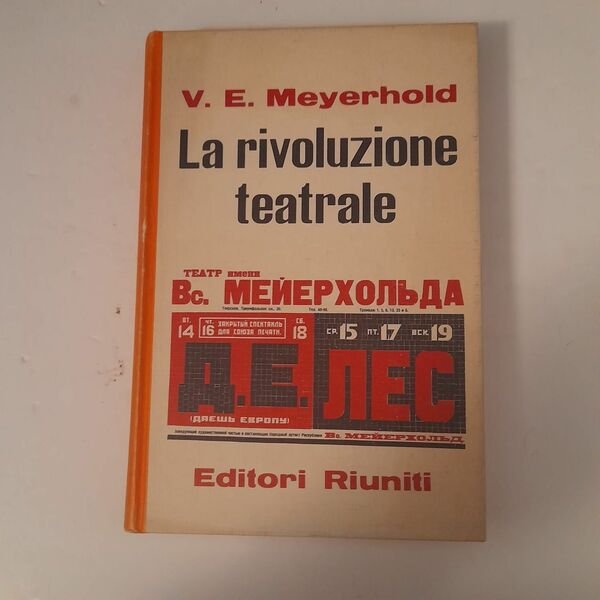 V. E. Meyerhold
La rivoluzione
teatrale
ТЕАТР имени
Вс. МЕЙЕРХОЛЬДА
ВТ. 14 ЧТ. 16 ЗАКРЫТЫЙ СПЕКТАКЛЬ ДЛЯ СОЮЗА ПЕЧАТИ. СБ. 18 СР. 15 ПТ. 17 ВСК. 19
Д.Е. ЛЕС
(ДАЕШЬ ЕВРОПУ)
Вс. МЕЙЕРХОЛЬД
Editori Riuniti